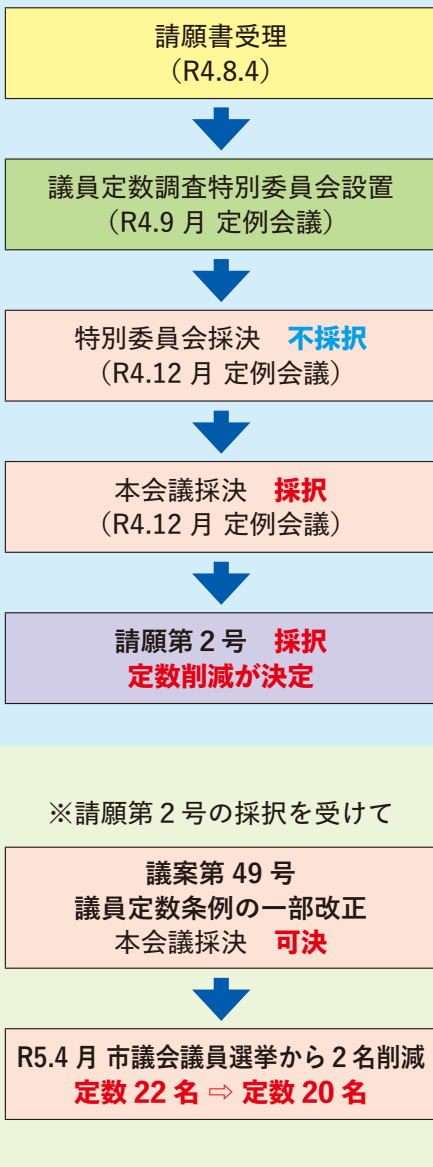 請願書受理
（R4.8.4）
議員定数調査特別委員会設置
（R4.9 月 定例会議）
特別委員会採決　不採択
（R4.12 月 定例会議）
本会議採決　採択
（R4.12 月 定例会議）
請願第２号　採択
定数削減が決定
※請願第２号の採択を受けて
議案第 49 号
議員定数条例の一部改正
本会議採決　可決
R5.4 月 市議会議員選挙から２名削減
定数 22 名 ⇨ 定数 20 名